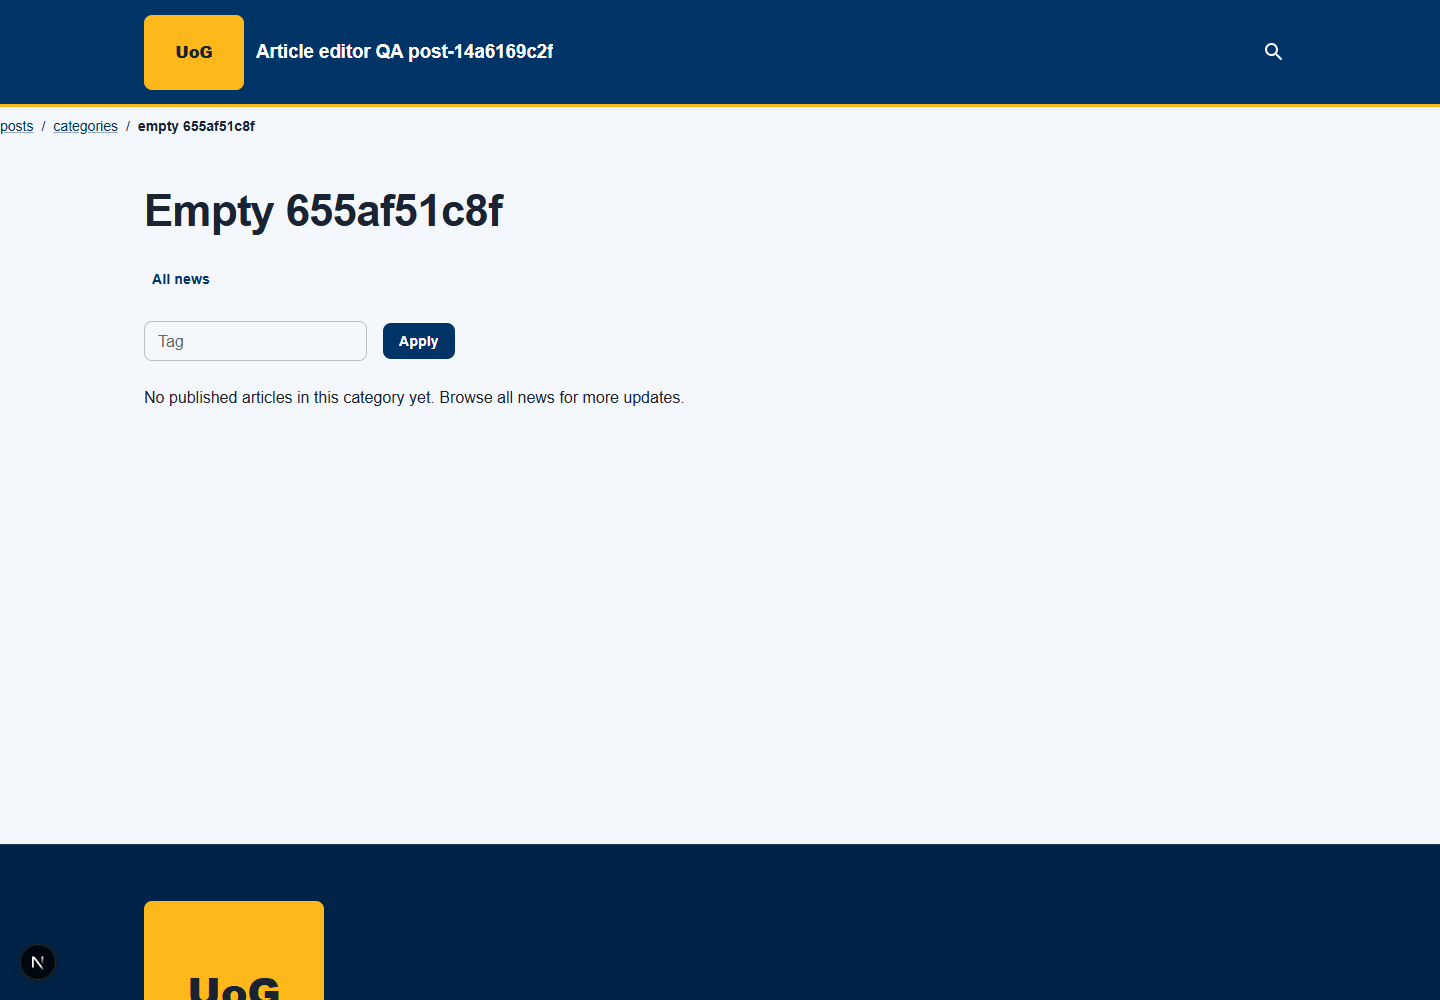 UoG
Article editor QA post-14a6169c2f
posts / categories / empty 655af51c8f
Empty 655af51c8f
All news
Tag
Apply
No published articles in this category yet. Browse all news for more updates.
UoG
N